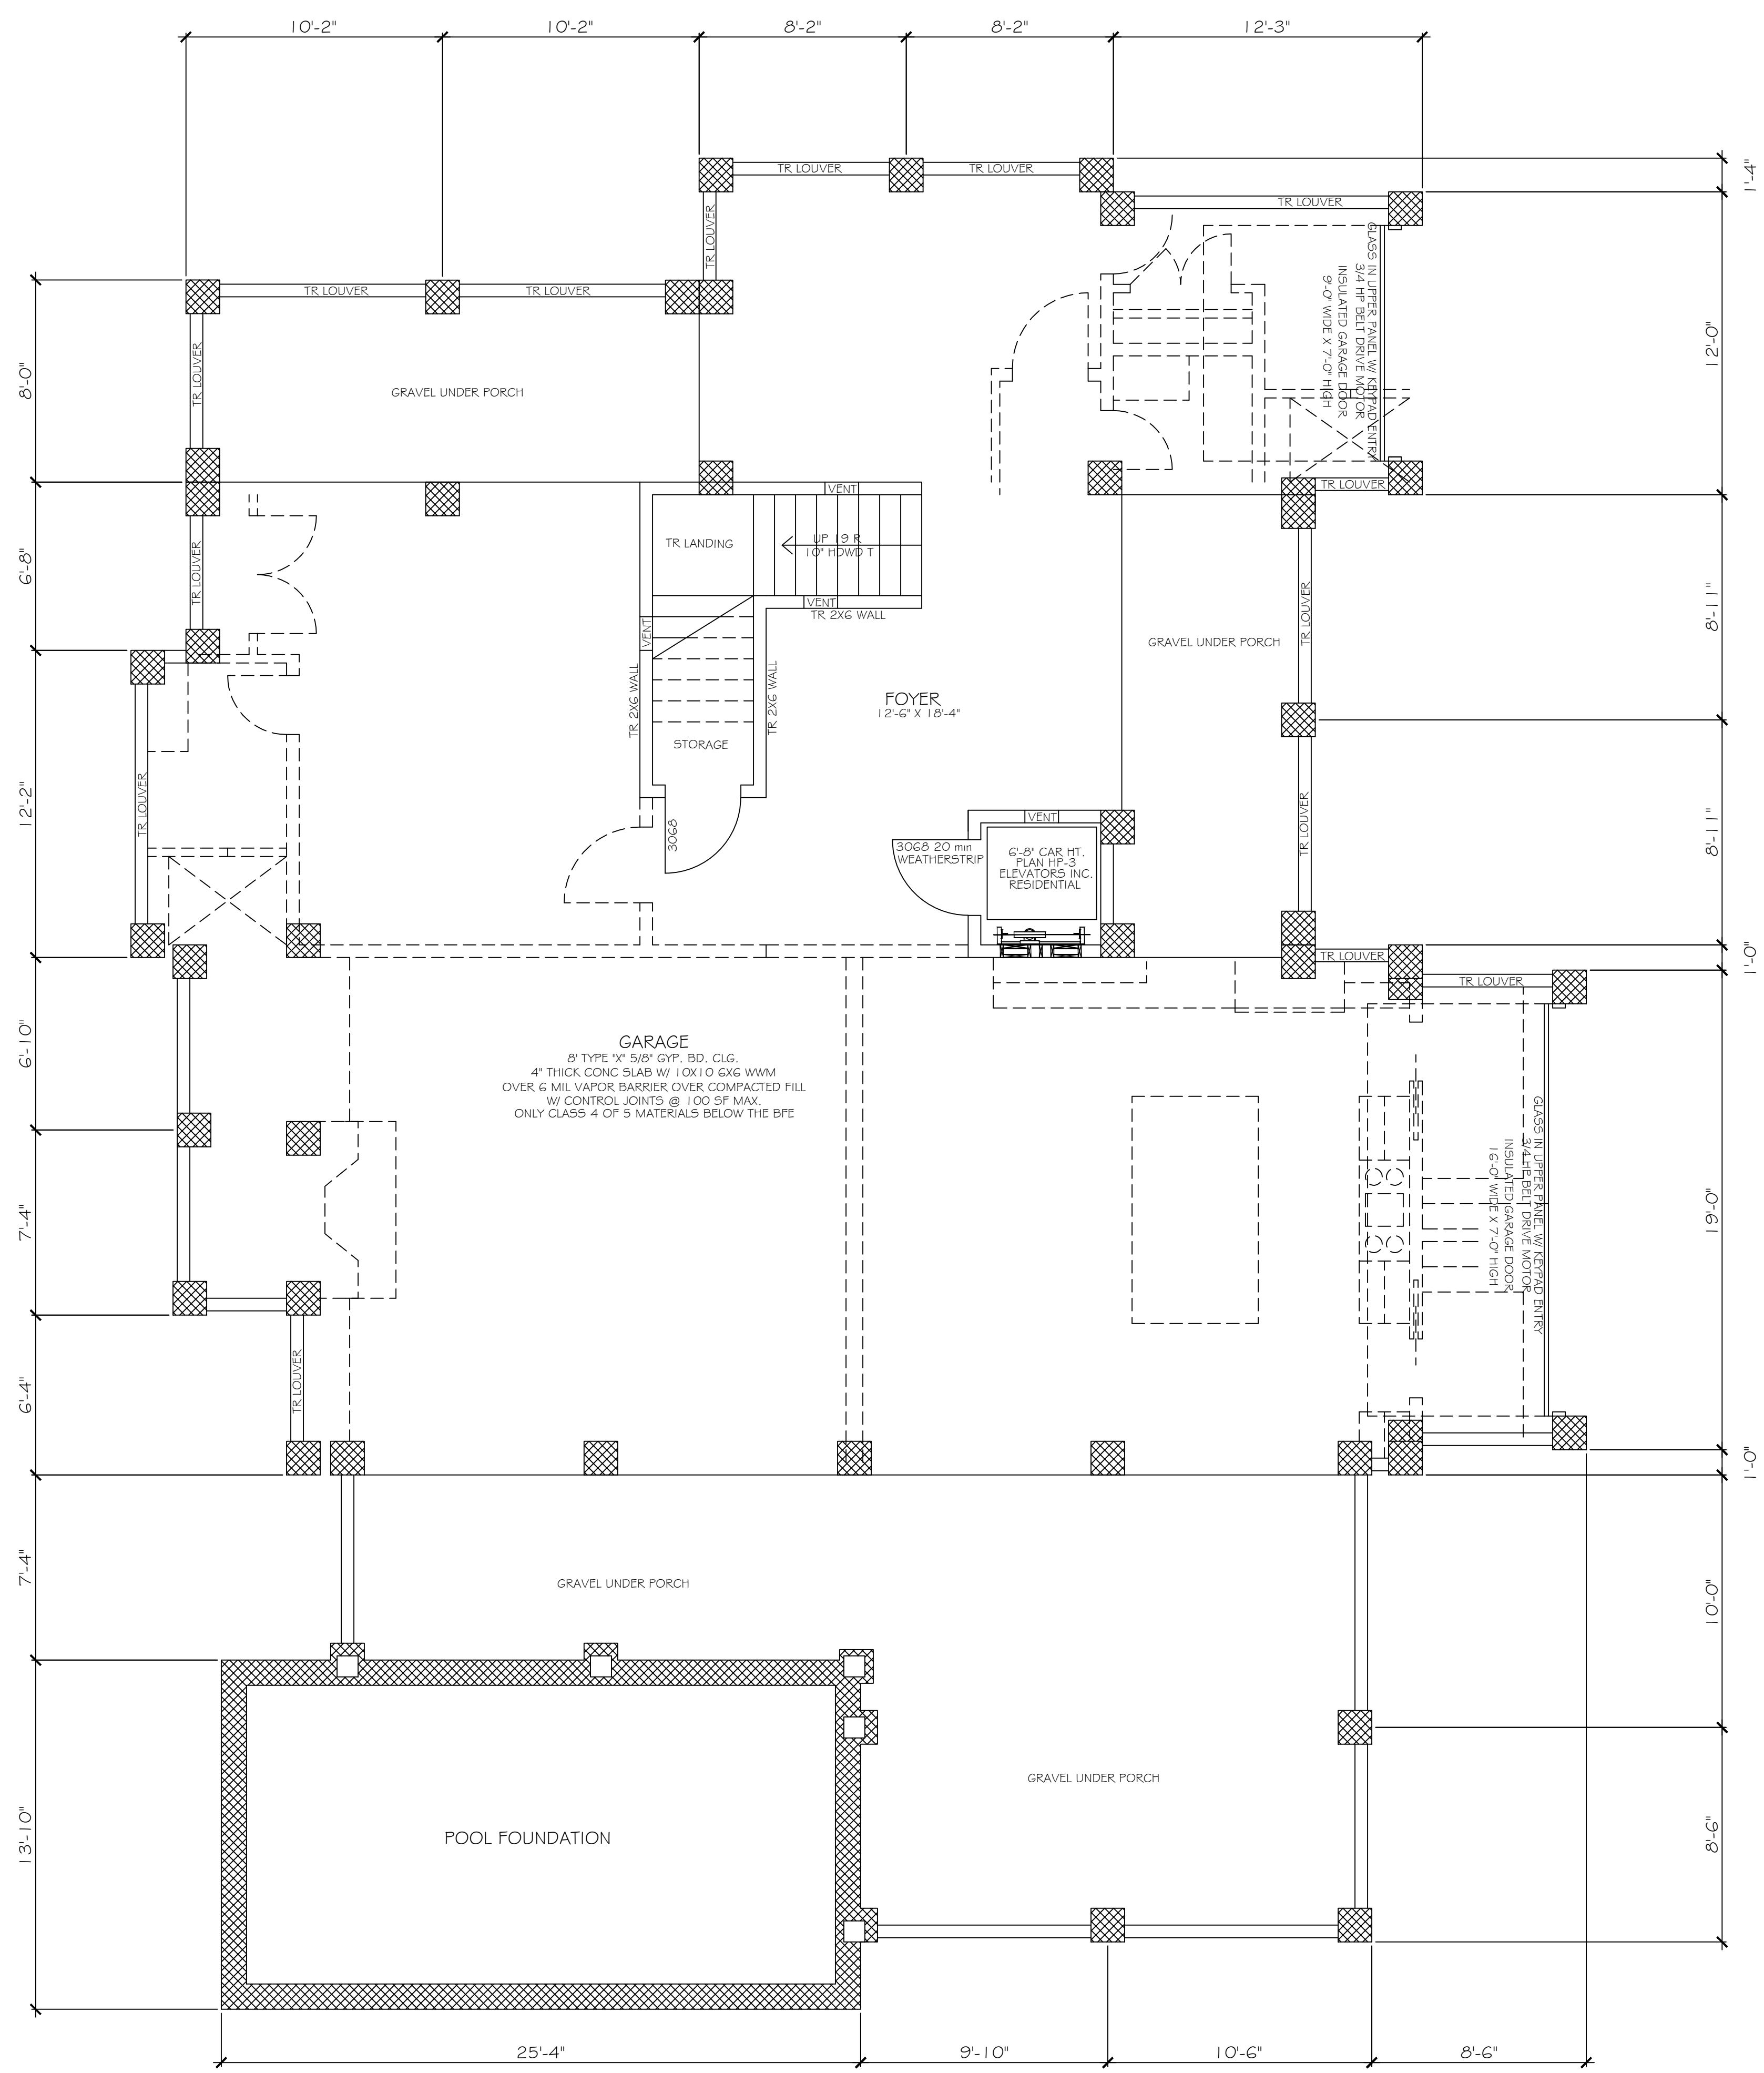 10'-2"
10'-2"
8'-2"
8'-2"
12'-3"
1'-4"
TR LOUVER
TR LOUVER
TR LOUVER
TR LOUVER
GLASS IN UPPER PANEL W/ KEYPAD ENTRY
3/4 HP BELT DRIVE MOTOR
INSULATED GARAGE DOOR
9'-0" WIDE X 7'-0" HIGH
12'-0"
TR LOUVER
TR LOUVER
8'-0"
TR LOUVER
GRAVEL UNDER PORCH
TR LOUVER
VENT
TR LANDING
UP 19 R
10" HDWD T
VENT
TR 2X6 WALL
6'-8"
TR LOUVER
VENT
TR 2X6 WALL
TR 2X6 WALL
STORAGE
3068
FOYER
12'-6" X 18'-4"
GRAVEL UNDER PORCH
TR LOUVER
8'-11"
12'-2"
TR LOUVER
TR LOUVER
8'-11"
VENT
3068 20 min
WEATHERSTRIP
6'-8" CAR HT.
PLAN HP-3
ELEVATORS INC.
RESIDENTIAL
TR LOUVER
1'-0"
TR LOUVER
6'-10"
GARAGE
8' TYPE "X" 5/8" GYP. BD. CLG.
4" THICK CONC SLAB W/ 10X10 6X6 WWM
OVER 6 MIL VAPOR BARRIER OVER COMPACTED FILL
W/ CONTROL JOINTS @ 100 SF MAX.
ONLY CLASS 4 OF 5 MATERIALS BELOW THE BFE
GLASS IN UPPER PANEL W/ KEYPAD ENTRY
3/4 HP BELT DRIVE MOTOR
INSULATED GARAGE DOOR
16'-0" WIDE X 7'-0" HIGH
19'-0"
7'-4"
6'-4"
TR LOUVER
1'-0"
7'-4"
GRAVEL UNDER PORCH
10'-0"
GRAVEL UNDER PORCH
13'-10"
POOL FOUNDATION
8'-6"
25'-4"
9'-10"
10'-6"
8'-6"